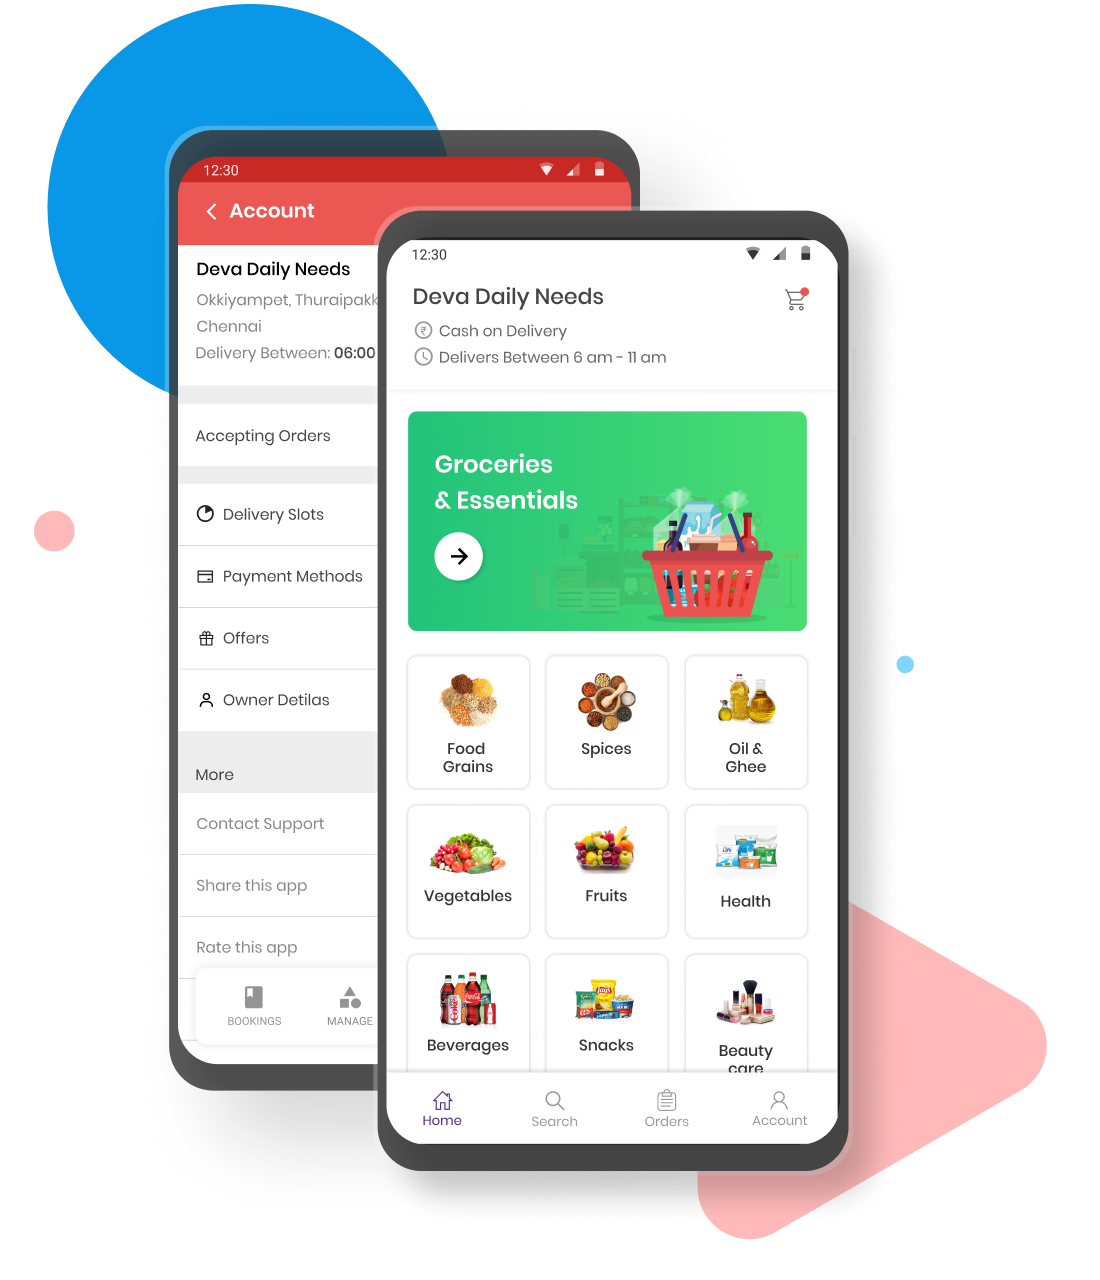 12:30
Account
Deva Daily Needs
Okkiyampet, Thuraipakk
Chennai
Delivery Between: 06:00
Accepting Orders
Delivery Slots
Payment Methods
Offers
Owner Detilas
More
Contact Support
Share this app
Rate this app
BOOKINGS
MANAGE
12:30
Deva Daily Needs
Cash on Delivery
Delivers Between 6 am - 11 am
Groceries
& Essentials
Food
Grains
Spices
Oil &
Ghee
Vegetables
Fruits
Health
Beverages
Snacks
Beauty
care
Home
Search
Orders
Account